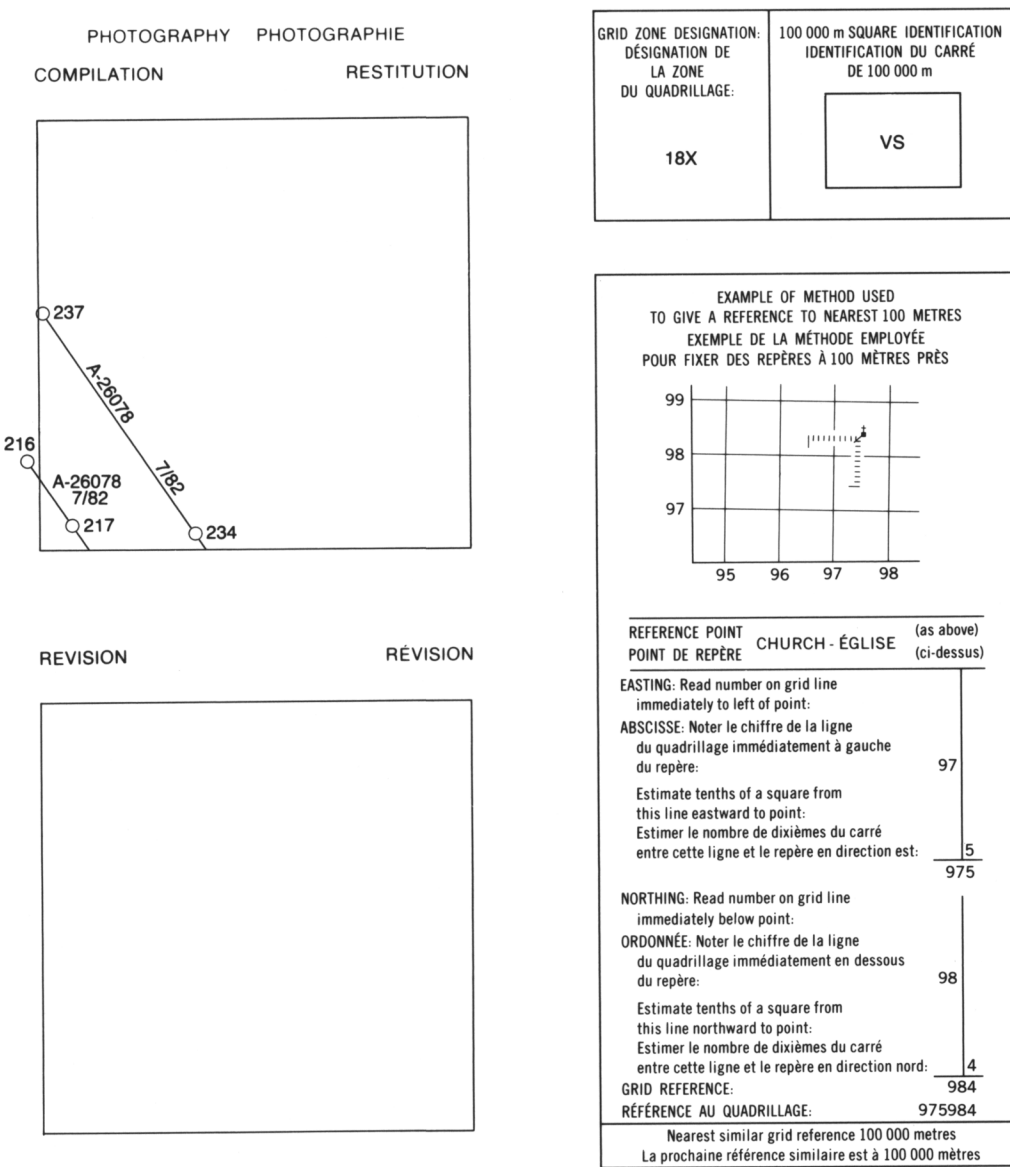 PHOTOGRAPHY PHOTOGRAPHIE
COMPILATION RESTITUTION
237
A-26078
7/82
216
A-26078
7/82
217
234
REVISION RÉVISION
GRID ZONE DESIGNATION:
DÉSIGNATION DE
LA ZONE
DU QUADRILLAGE:
18X
100 000 m SQUARE IDENTIFICATION
IDENTIFICATION DU CARRÉ
DE 100 000 m
VS
EXAMPLE OF METHOD USED
TO GIVE A REFERENCE TO NEAREST 100 METRES
EXEMPLE DE LA MÉTHODE EMPLOYÉE
POUR FIXER DES REPÈRES À 100 MÈTRES PRÈS
99
98
97
95 96 97 98
REFERENCE POINT
POINT DE REPÈRE
CHURCH - ÉGLISE
(as above)
(ci-dessus)
EASTING: Read number on grid line
immediately to left of point:
ABSCISSE: Noter le chiffre de la ligne
du quadrillage immédiatement à gauche
du repère: 97
Estimate tenths of a square from
this line eastward to point:
Estimer le nombre de dixièmes du carré
entre cette ligne et le repère en direction est: 5
975
NORTHING: Read number on grid line
immediately below point:
ORDONNÉE: Noter le chiffre de la ligne
du quadrillage immédiatement en dessous
du repère: 98
Estimate tenths of a square from
this line northward to point:
Estimer le nombre de dixièmes du carré
entre cette ligne et le repère en direction nord: 4
GRID REFERENCE: 984
RÉFÉRENCE AU QUADRILLAGE: 975984
Nearest similar grid reference 100 000 metres
La prochaine référence similaire est à 100 000 mètres